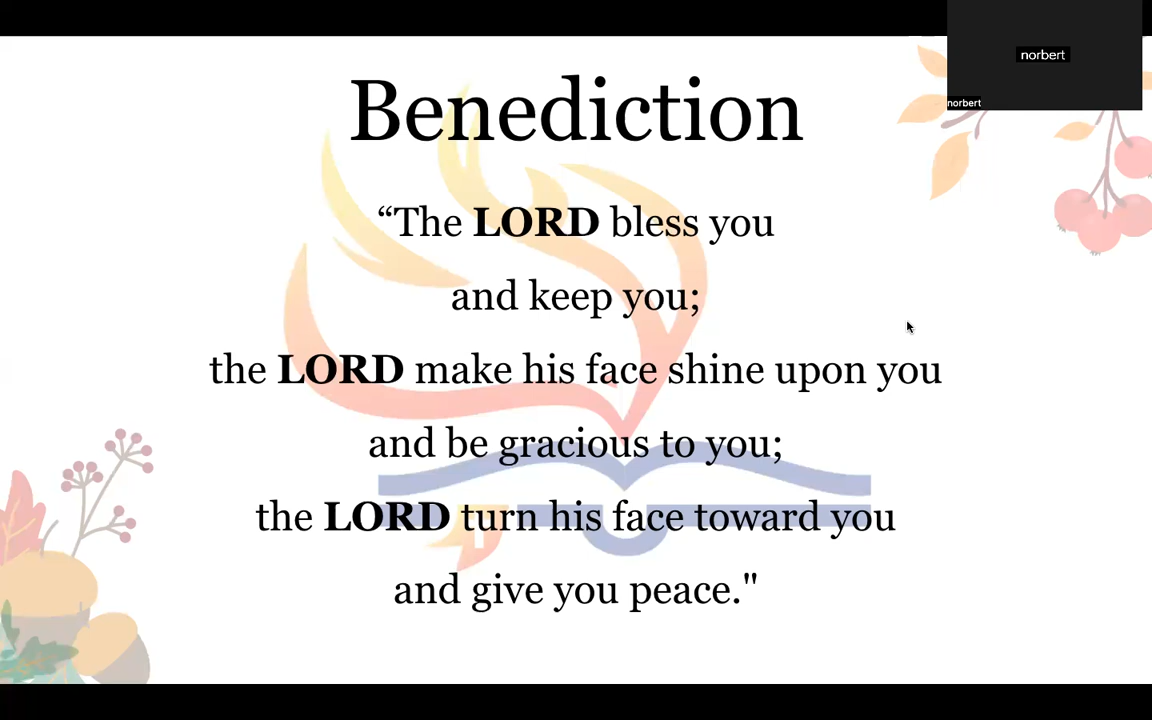 norbert
norbert
Benediction
“The LORD bless you
and keep you;
the LORD make his face shine upon you
and be gracious to you;
the LORD turn his face toward you
and give you peace."